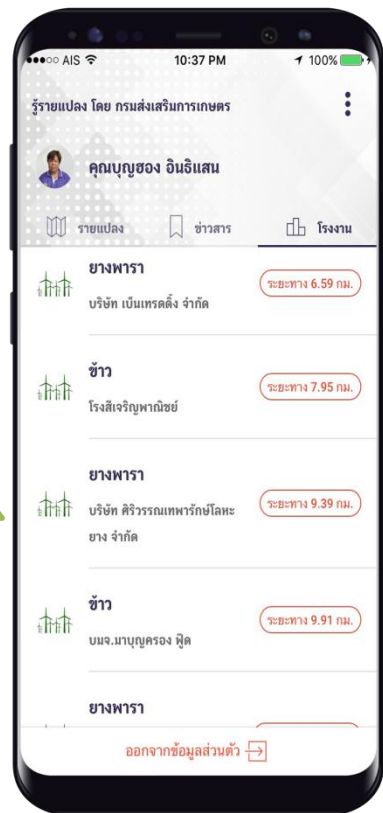 AIS 10:37 PM 100%
รู้รายแปลง โดย กรมส่งเสริมการเกษตร
คุณบุญฮอง อินธิแสน
รายแปลง ข่าวสาร โรงงาน
ยางพารา
บริษัท เบ็นเทรดดิ้ง จำกัด
ระยะทาง 6.59 กม.
ข้าว
โรงสีเจริญพาณิชย์
ระยะทาง 7.95 กม.
ยางพารา
บริษัท ศิริวรรณเทพารักษ์โลหะ
ยาง จำกัด
ระยะทาง 9.39 กม.
ข้าว
บมจ.มาบุญครอง ฟู้ด
ระยะทาง 9.91 กม.
ยางพารา
ออกจากข้อมูลส่วนตัว